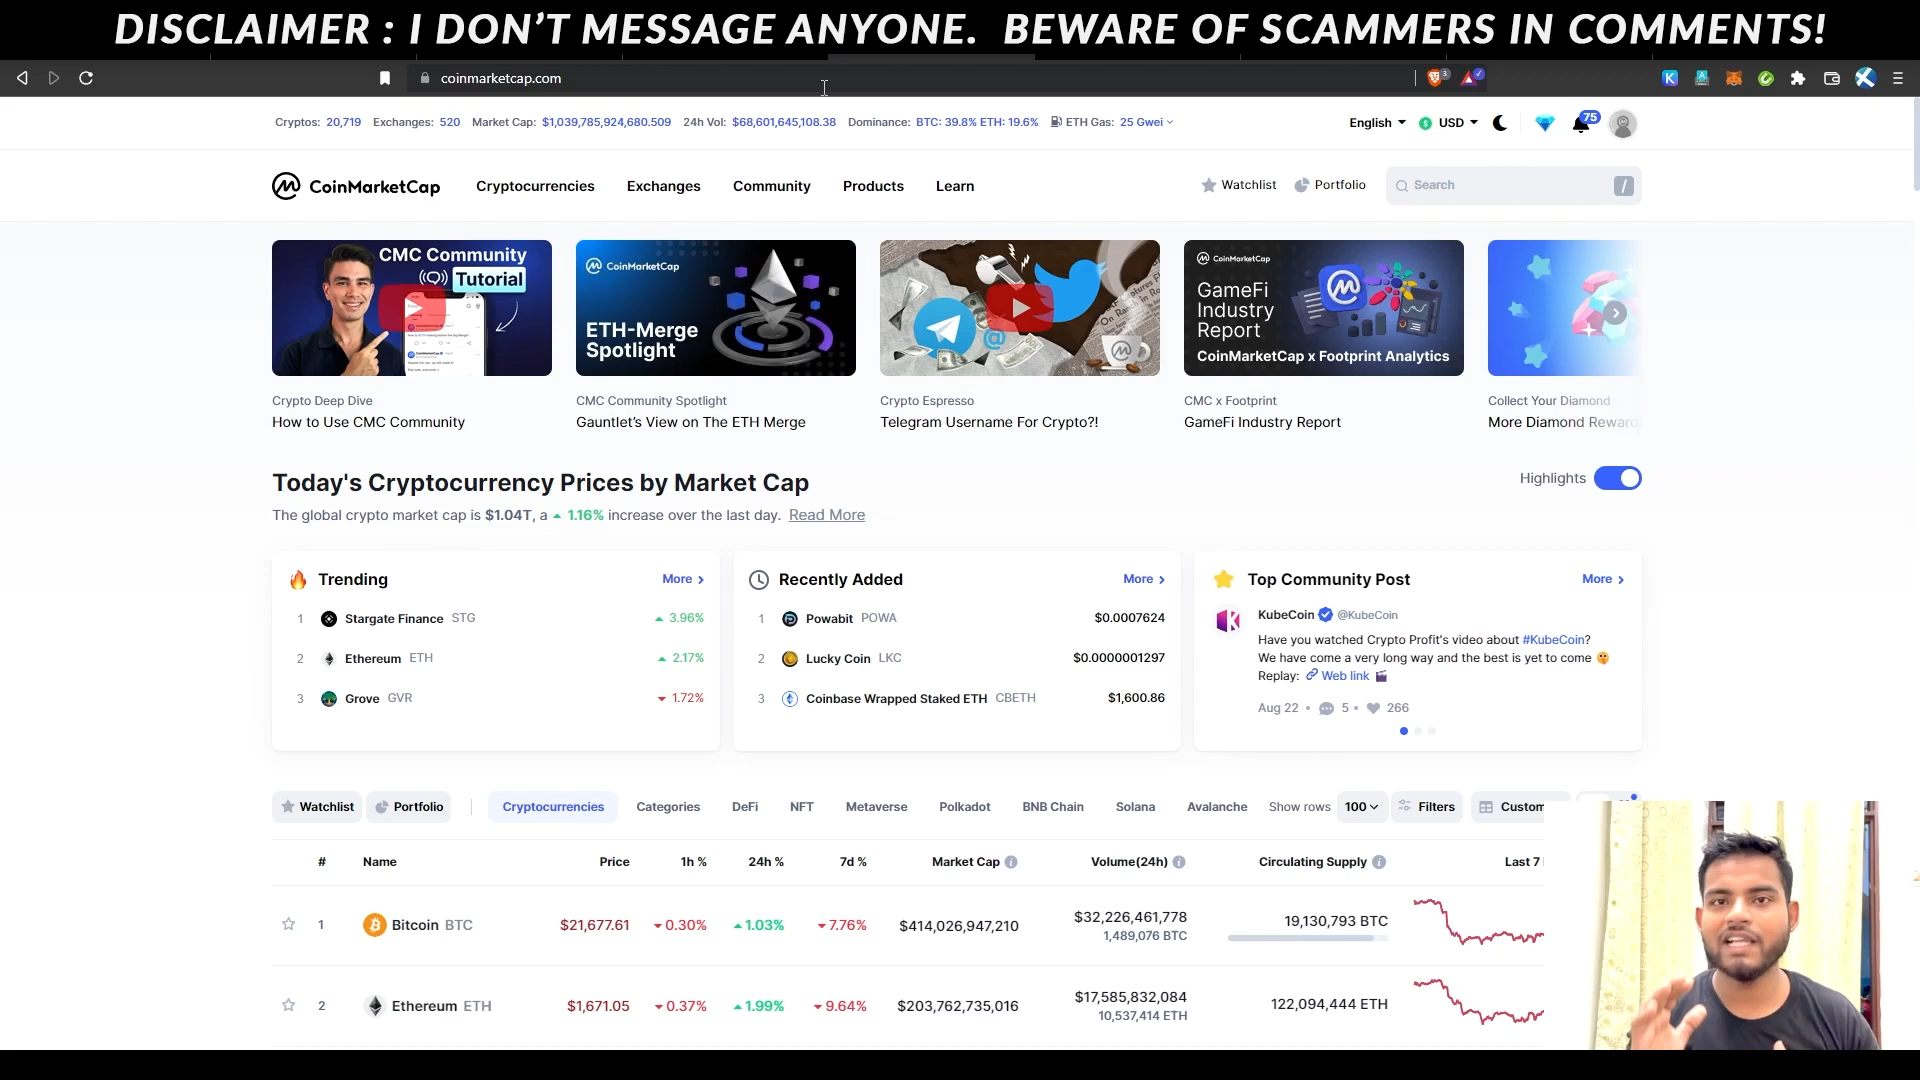 DISCLAIMER : I DON'T MESSAGE ANYONE. BEWARE OF SCAMMERS IN COMMENTS!
coinmarketcap.com
3
Cryptos: 20,719 Exchanges: 520 Market Cap: $1,039,785,924,680.509 24h Vol: $68,601,645,108.38 Dominance: BTC: 39.8% ETH: 19.6% ETH Gas: 25 Gwei
English USD 75
CoinMarketCap Cryptocurrencies Exchanges Community Products Learn Watchlist Portfolio Search /
CMC Community
Tutorial
CoinMarketCap
ETH-Merge
Spotlight
CoinMarketCap
GameFi
Industry
Report
CoinMarketCap x Footprint Analytics
Crypto Deep Dive
How to Use CMC Community
CMC Community Spotlight
Gauntlet's View on The ETH Merge
Crypto Espresso
Telegram Username For Crypto?!
CMC x Footprint
GameFi Industry Report
Collect Your Diamond
More Diamond Reward
Today's Cryptocurrency Prices by Market Cap
Highlights
The global crypto market cap is $1.04T, a 1.16% increase over the last day. Read More
Trending More
1 Stargate Finance STG 3.96%
2 Ethereum ETH 2.17%
3 Grove GVR 1.72%
Recently Added More
1 Powabit POWA $0.0007624
2 Lucky Coin LKC $0.0000001297
3 Coinbase Wrapped Staked ETH CBETH $1,600.86
Top Community Post More
KubeCoin @KubeCoin
Have you watched Crypto Profit's video about #KubeCoin?
We have come a very long way and the best is yet to come
Replay: Web link
Aug 22 • 5 • 266
Watchlist Portfolio Cryptocurrencies Categories DeFi NFT Metaverse Polkadot BNB Chain Solana Avalanche Show rows 100 Filters Custom
# Name Price 1h % 24h % 7d % Market Cap Volume(24h) Circulating Supply Last 7
1 Bitcoin BTC $21,677.61 0.30% 1.03% 7.76% $414,026,947,210 $32,226,461,778 19,130,793 BTC
1,489,076 BTC
2 Ethereum ETH $1,671.05 0.37% 1.99% 9.64% $203,762,735,016 $17,585,832,084 122,094,444 ETH
10,537,414 ETH